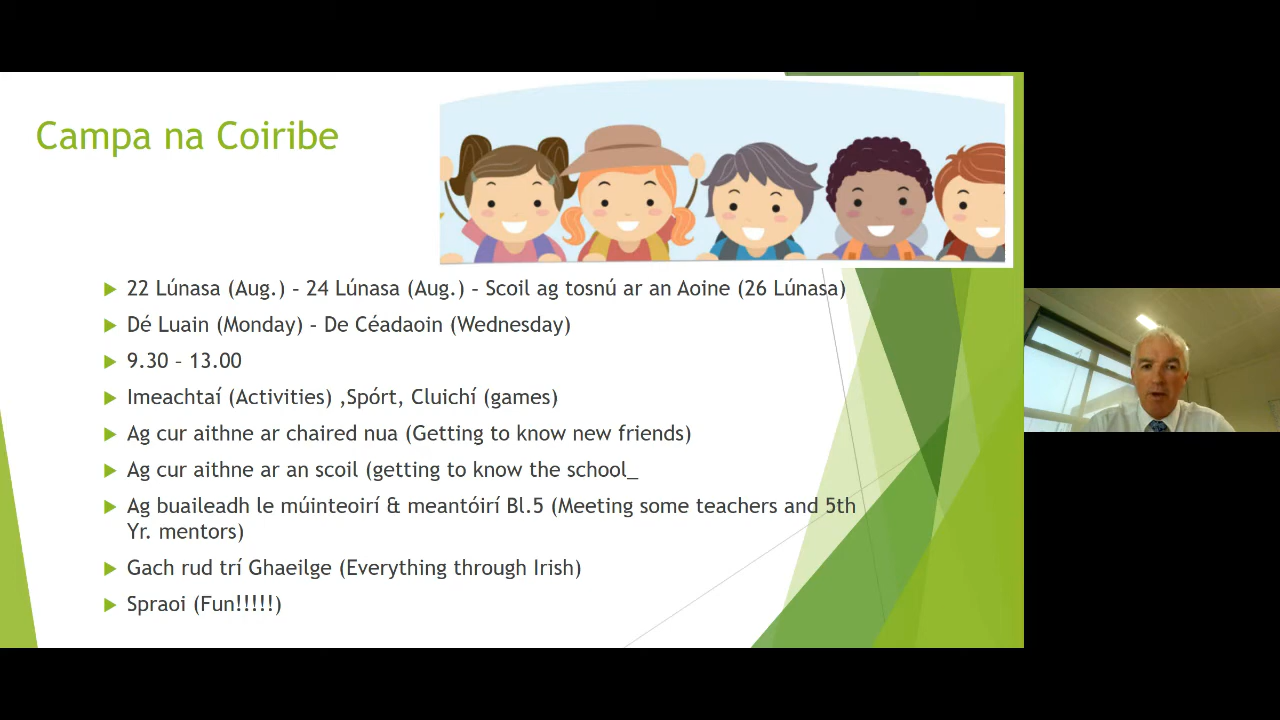 Campa na Coiribe
22 Lúnasa (Aug.) – 24 Lúnasa (Aug.) – Scoil ag tosnú ar an Aoine (26 Lúnasa)
Dé Luain (Monday) – De Céadaoin (Wednesday)
9.30 – 13.00
Imeachtaí (Activities) ,Spórt, Cluichí (games)
Ag cur aithne ar chaired nua (Getting to know new friends)
Ag cur aithne ar an scoil (getting to know the school_
Ag buaileadh le múinteoirí & meantóirí Bl.5 (Meeting some teachers and 5th
Yr. mentors)
Gach rud trí Ghaeilge (Everything through Irish)
Spraoi (Fun!!!!!)